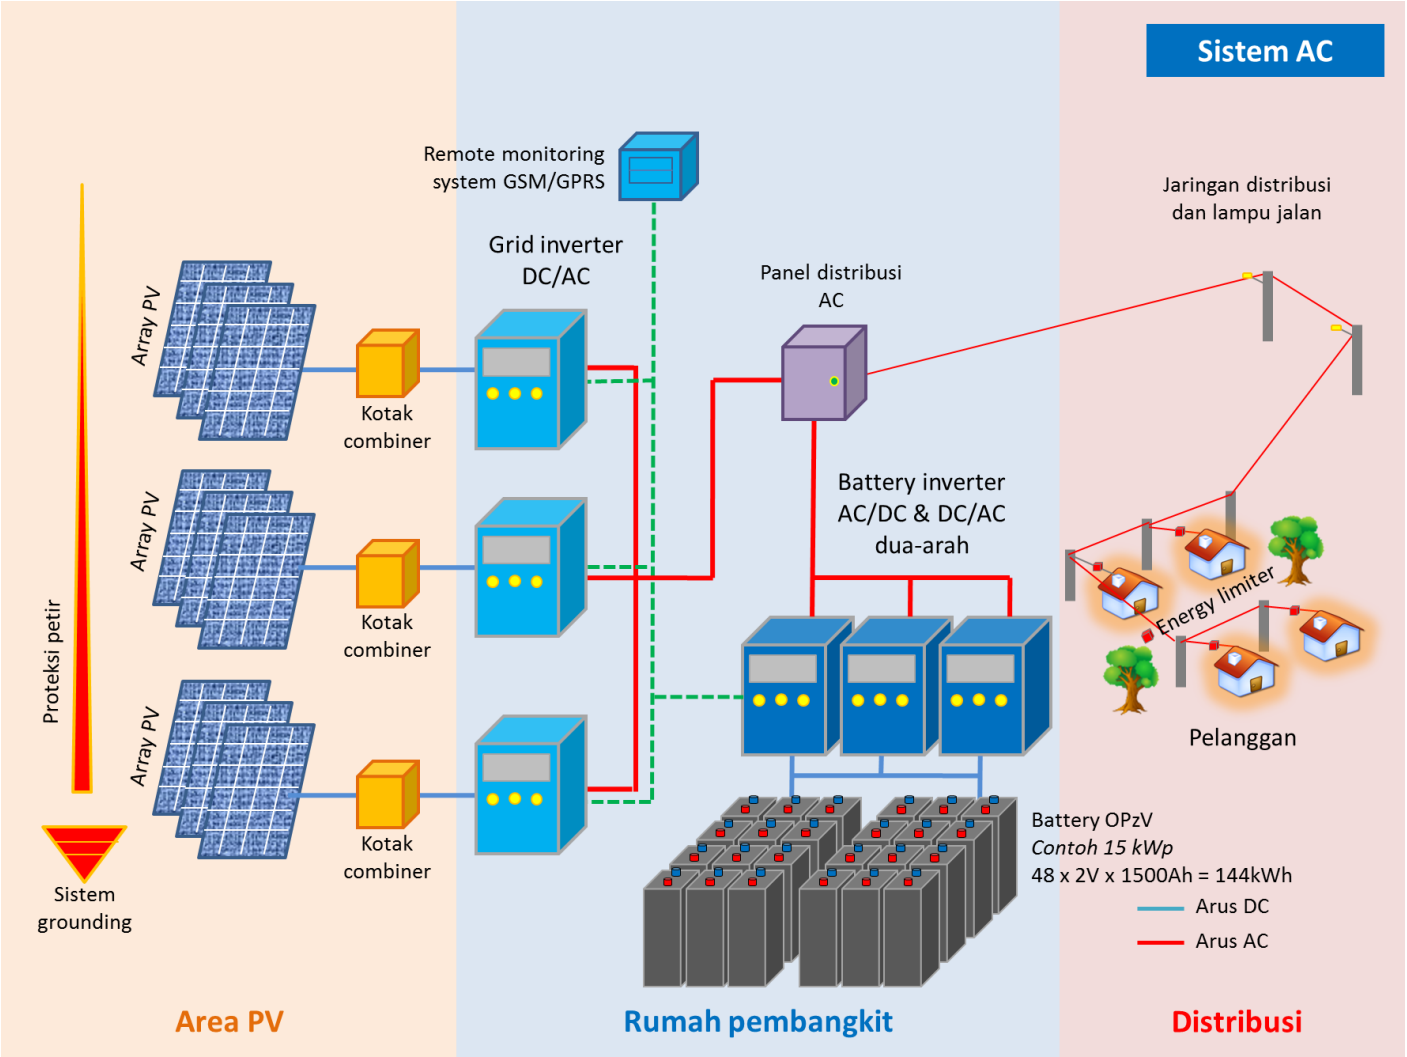 Sistem AC
Remote monitoring
system GSM/GPRS
Jaringan distribusi
dan lampu jalan
Grid inverter
DC/AC
Panel distribusi
AC
Array PV
Kotak
combiner
Battery inverter
AC/DC & DC/AC
dua-arah
Array PV
Kotak
combiner
Energy limiter
Proteksi petir
Array PV
Pelanggan
Kotak
combiner
Battery OPzV
Contoh 15 kWp
48 x 2V x 1500Ah = 144kWh
Arus DC
Arus AC
Sistem
grounding
Area PV
Rumah pembangkit
Distribusi